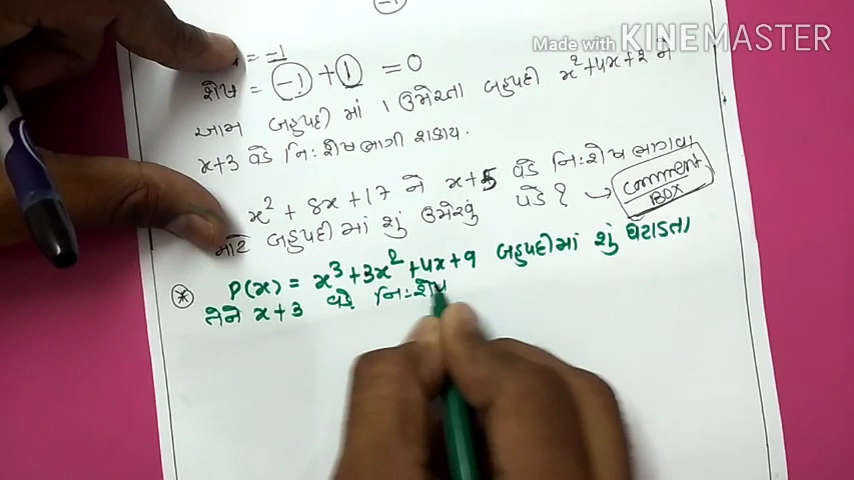 Made with KINEMASTER
-1
= -1
શેષ = -1 + 1 = 0
આમ બહુપદી માં 1 ઉમેરતા બહુપદી x² + 4x + 2 ને
x+3 વડે નિઃશેષ ભાગી શકાય.
x² + 8x + 17 ને x+5 વડે નિઃશેષ ભાગવા
માટે બહુપદીમાં શું ઉમેરવું પડે? → comment
BOX
* P(x) = x³ + 3x² + 4x + 9 બહુપદીમાં શું ઘટાડતા
તેને x+3 વડે નિઃશેષ